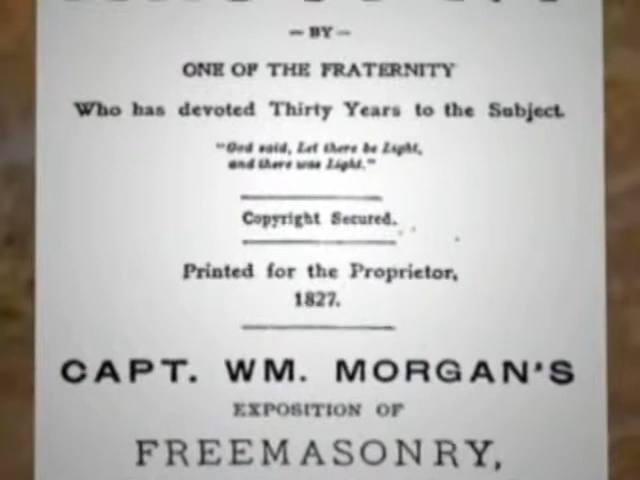 — BY —
ONE OF THE FRATERNITY
Who has devoted Thirty Years to the Subject.
"God said, Let there be Light,
and there was Light."
Copyright Secured.
Printed for the Proprietor,
1827.
CAPT. WM. MORGAN'S
EXPOSITION OF
FREEMASONRY,